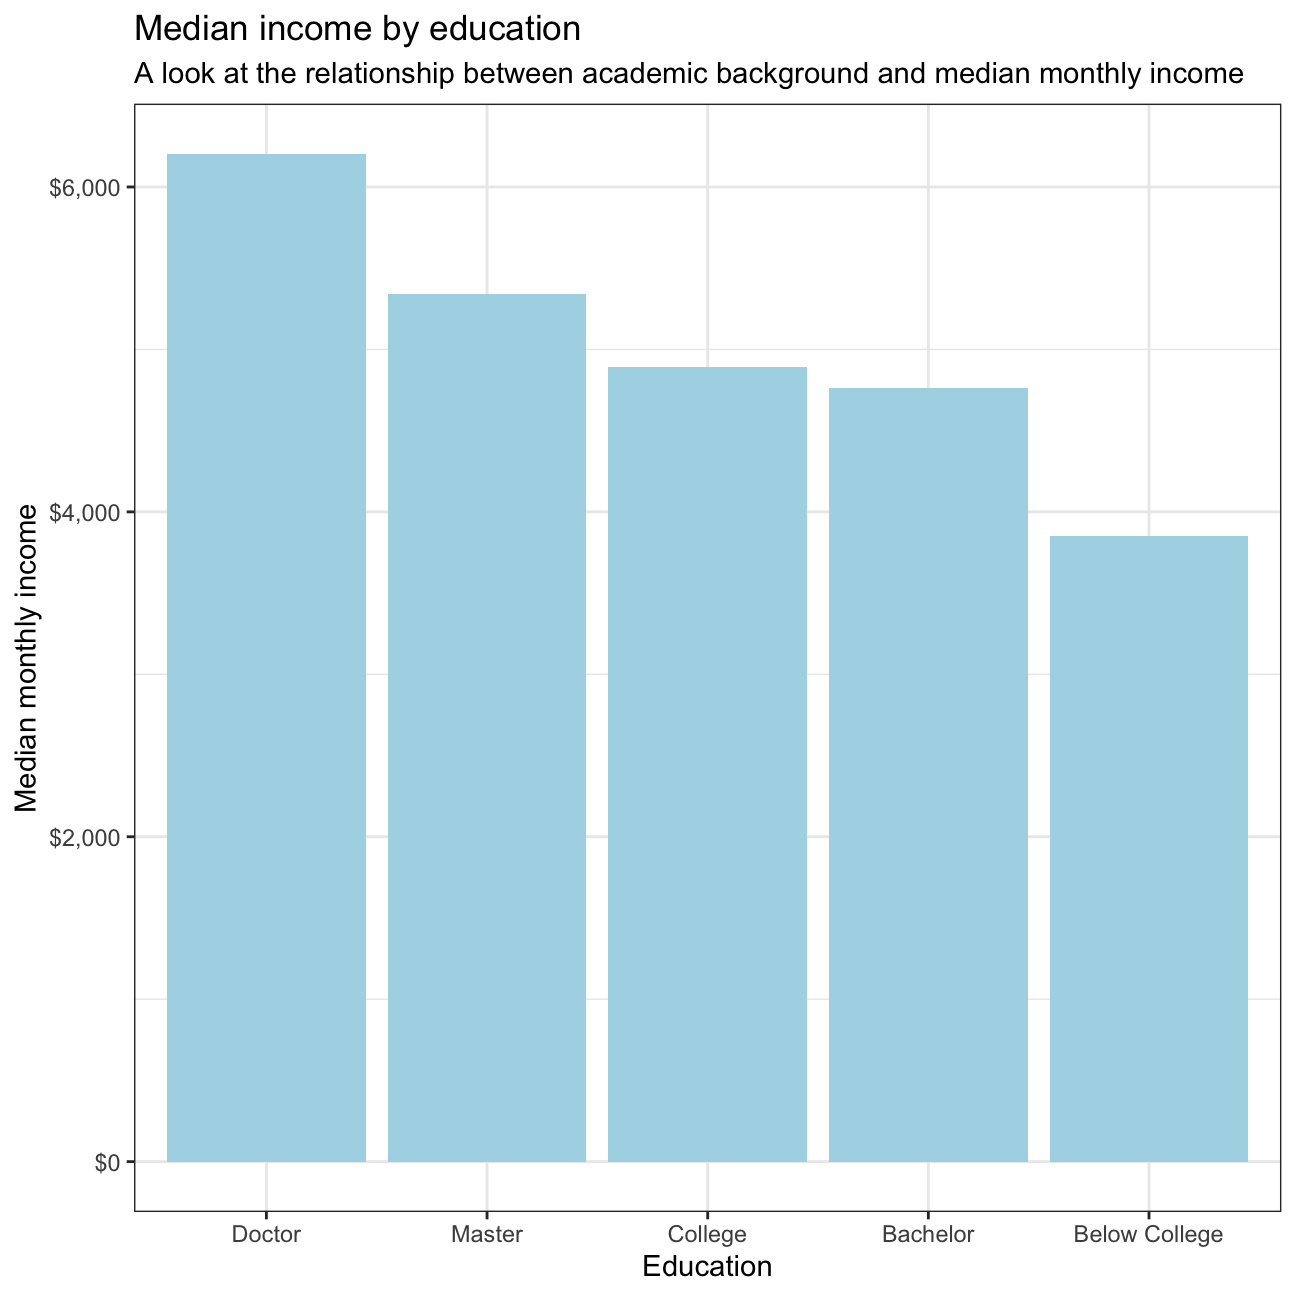 Median income by education
A look at the relationship between academic background and median monthly income
Median monthly income
$6,000
$4,000
$2,000
$0
Doctor
Master
College
Bachelor
Below College
Education